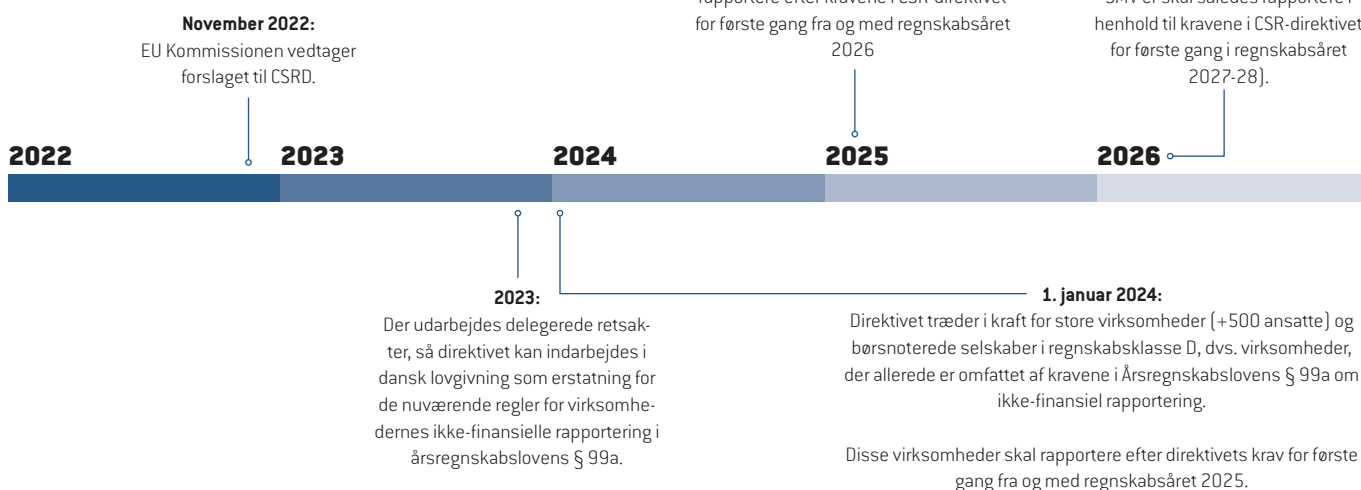 November 2022:
EU Kommissionen vedtager
forslaget til CSRD.
for første gang fra og med regnskabsåret
2026
henhold til kravene i CSR-direktivet
for første gang i regnskabsåret
2027-28).
2022
2023
2024
2025
2026
2023:
Der udarbejdes delegerede retsak-
ter, så direktivet kan indarbejdes i
dansk lovgivning som erstatning for
de nuværende regler for virksomhe-
dernes ikke-finansielle rapportering i
årsregnskabslovens § 99a.
1. januar 2024:
Direktivet træder i kraft for store virksomheder (+500 ansatte) og
børsnoterede selskaber i regnskabsklasse D, dvs. virksomheder,
der allerede er omfattet af kravene i Årsregnskabslovens § 99a om
ikke-finansiel rapportering.
Disse virksomheder skal rapportere efter direktivets krav for første
gang fra og med regnskabsåret 2025.